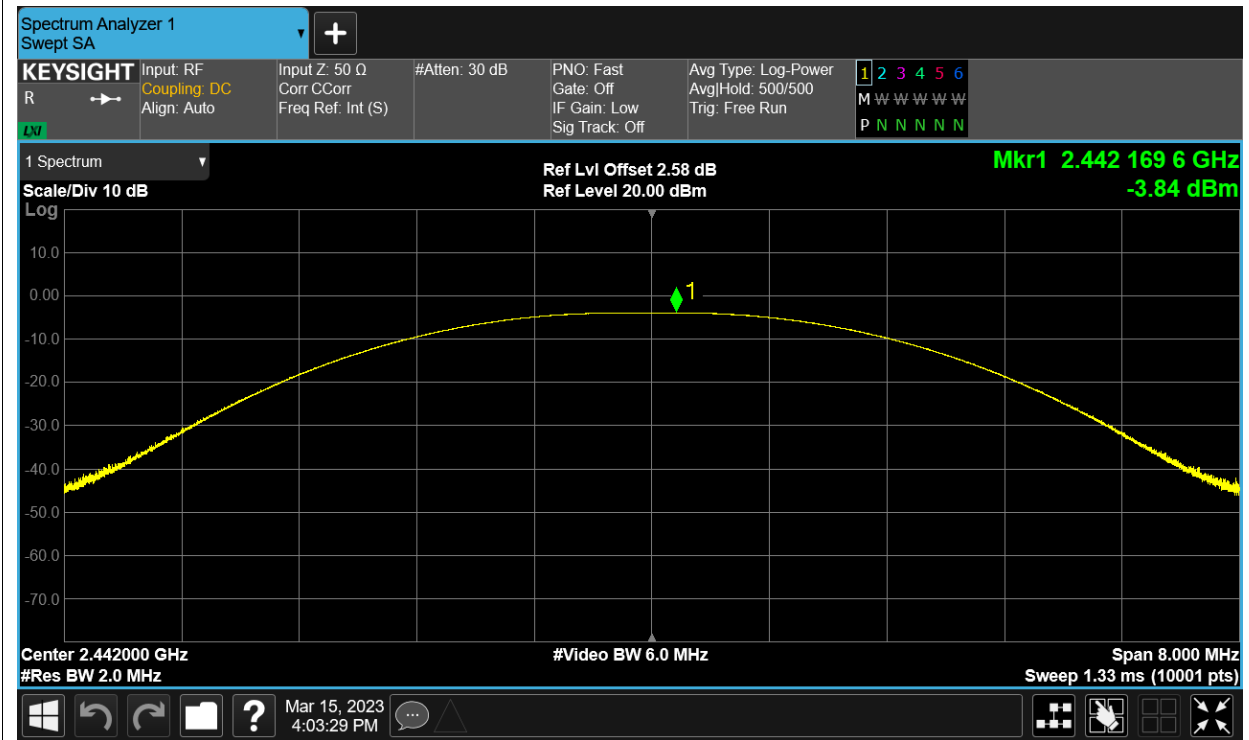 Spectrum Analyzer 1
Swept SA
KEYSIGHT
R
LXI
Input: RF
Coupling: DC
Align: Auto
Input Z: 50 Ω
Corr CCorr
Freq Ref: Int (S)
#Atten: 30 dB
PNO: Fast
Gate: Off
IF Gain: Low
Sig Track: Off
Avg Type: Log-Power
Avg|Hold: 500/500
Trig: Free Run
1 2 3 4 5 6
M W W W W W
P N N N N N
1 Spectrum
Scale/Div 10 dB
Ref Lvl Offset 2.58 dB
Ref Level 20.00 dBm
Mkr1 2.442 169 6 GHz
-3.84 dBm
Log
10.0
0.00
-10.0
-20.0
-30.0
-40.0
-50.0
-60.0
-70.0
1
Center 2.442000 GHz
#Res BW 2.0 MHz
#Video BW 6.0 MHz
Span 8.000 MHz
Sweep 1.33 ms (10001 pts)
?
Mar 15, 2023
4:03:29 PM